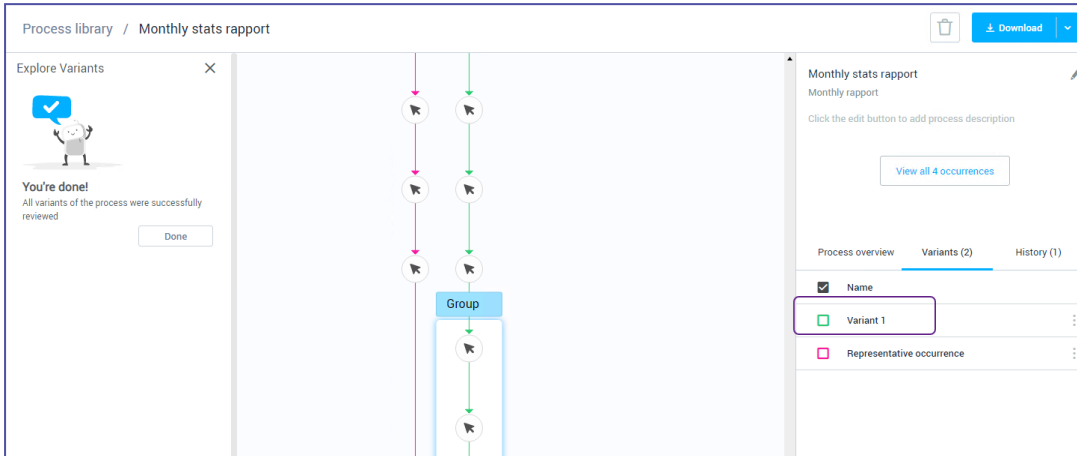 Process library / Monthly stats rapport
Download
Explore Variants
You're done!
All variants of the process were successfully
reviewed
Done
Group
Monthly stats rapport
Monthly rapport
Click the edit button to add process description
View all 4 occurrences
Process overview Variants (2) History (1)
Name
Variant 1
Representative occurrence